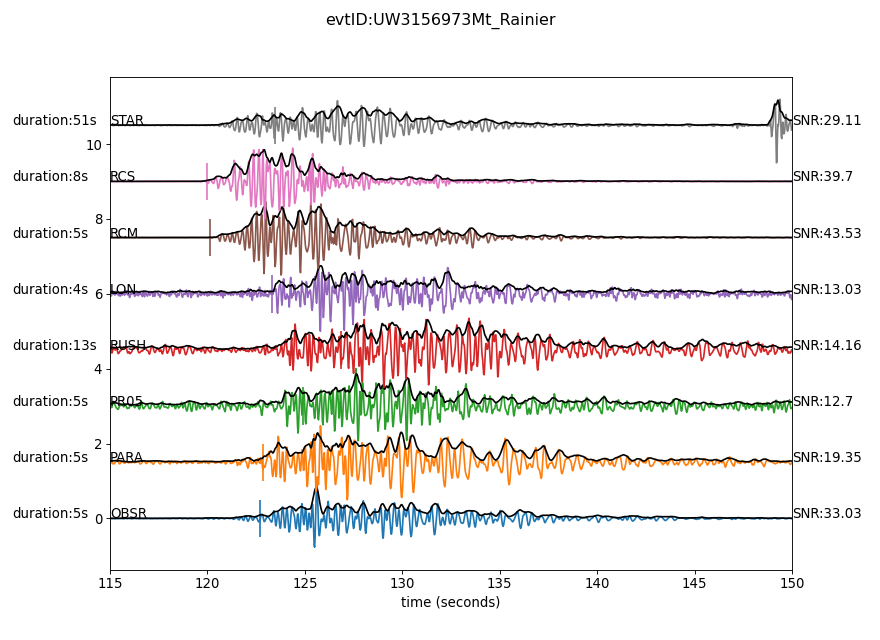 evtID:UW3156973Mt_Rainier
duration:51s STAR SNR:29.11
10
duration:8s RCS SNR:39.7
8
duration:5s RCM SNR:43.53
duration:4s LON SNR:13.03
6
duration:13s RUSH SNR:14.16
4
duration:5s PR05 SNR:12.7
2
duration:5s PARA SNR:19.35
duration:5s OBSR SNR:33.03
0
115 120 125 130 135 140 145 150
time (seconds)